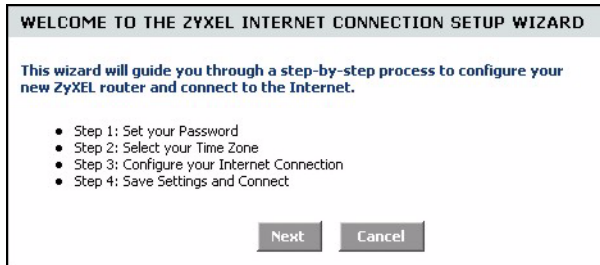 WELCOME TO THE ZYXEL INTERNET CONNECTION SETUP WIZARD
This wizard will guide you through a step-by-step process to configure your
new ZyXEL router and connect to the Internet.
• Step 1: Set your Password
• Step 2: Select your Time Zone
• Step 3: Configure your Internet Connection
• Step 4: Save Settings and Connect
Next Cancel